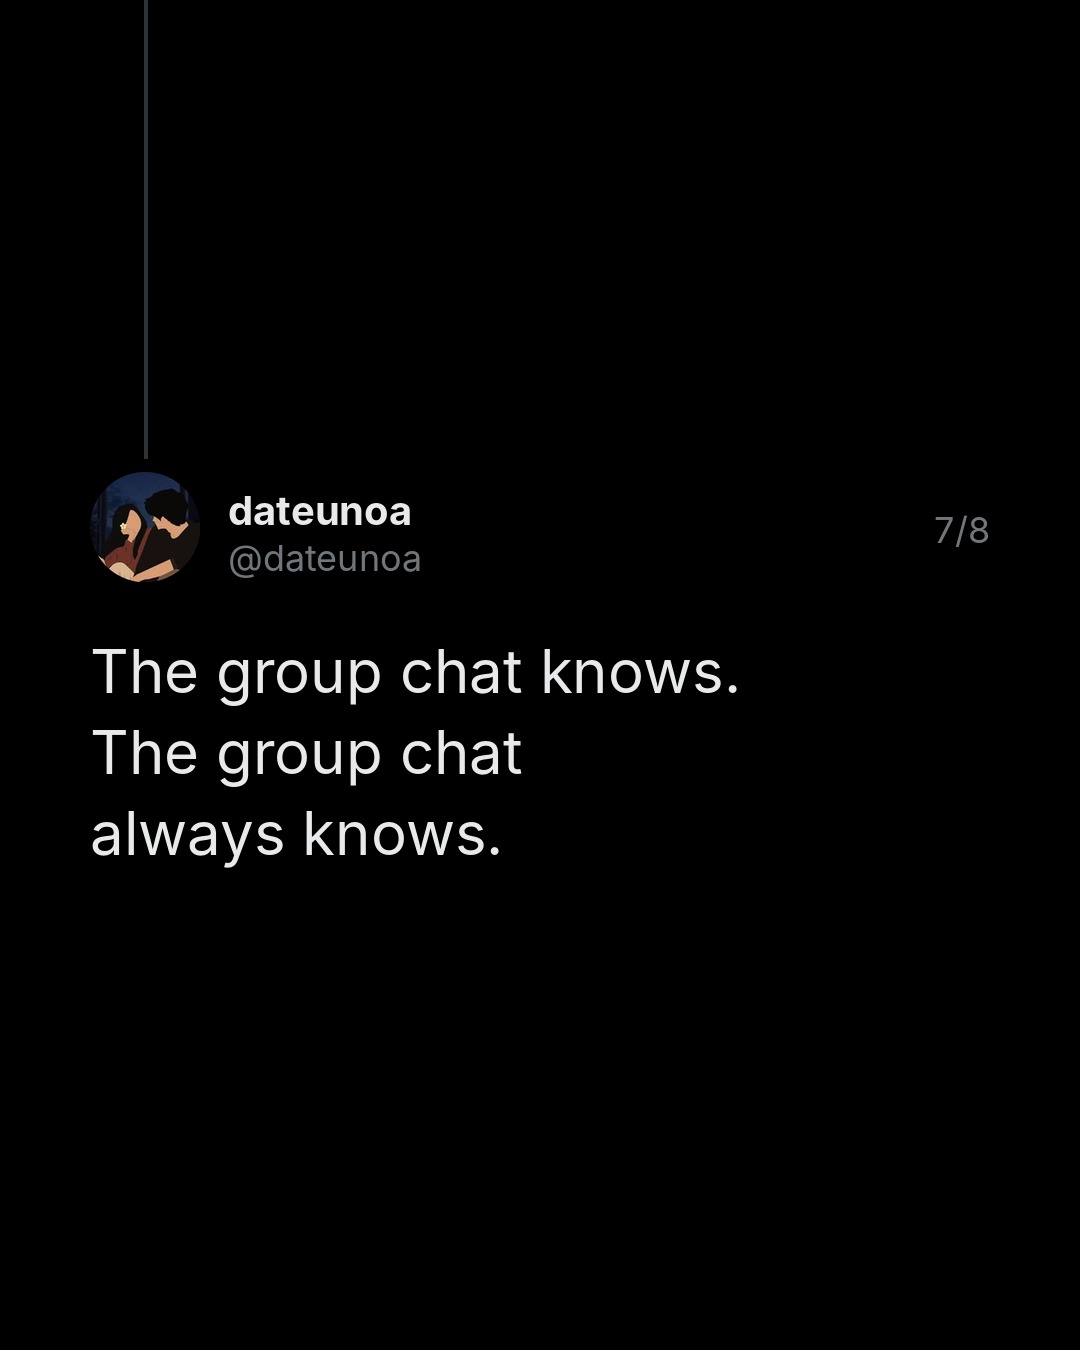 dateunoa
@dateunoa
7/8
The group chat knows.
The group chat
always knows.